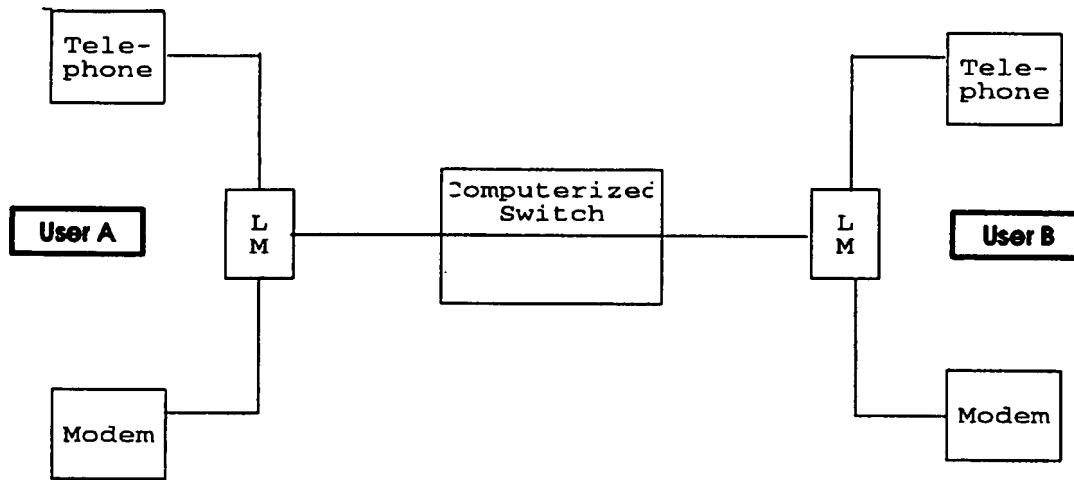 Tele-
phone
Tele-
phone
Computerized
Switch
L
M
L
M
User A
User B
Modem
Modem